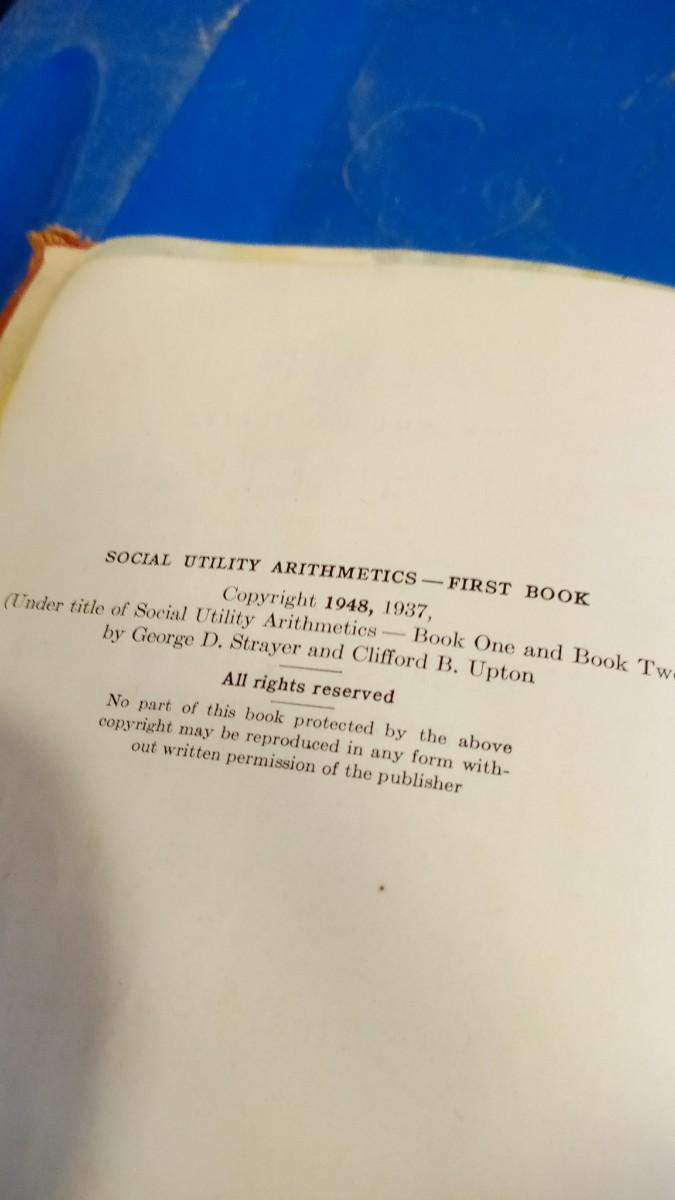 SOCIAL UTILITY ARITHMETICS — FIRST BOOK
Copyright 1948, 1937,
(Under title of Social Utility Arithmetics — Book One and Book Two
by George D. Strayer and Clifford B. Upton
All rights reserved
No part of this book protected by the above
copyright may be reproduced in any form with-
out written permission of the publisher